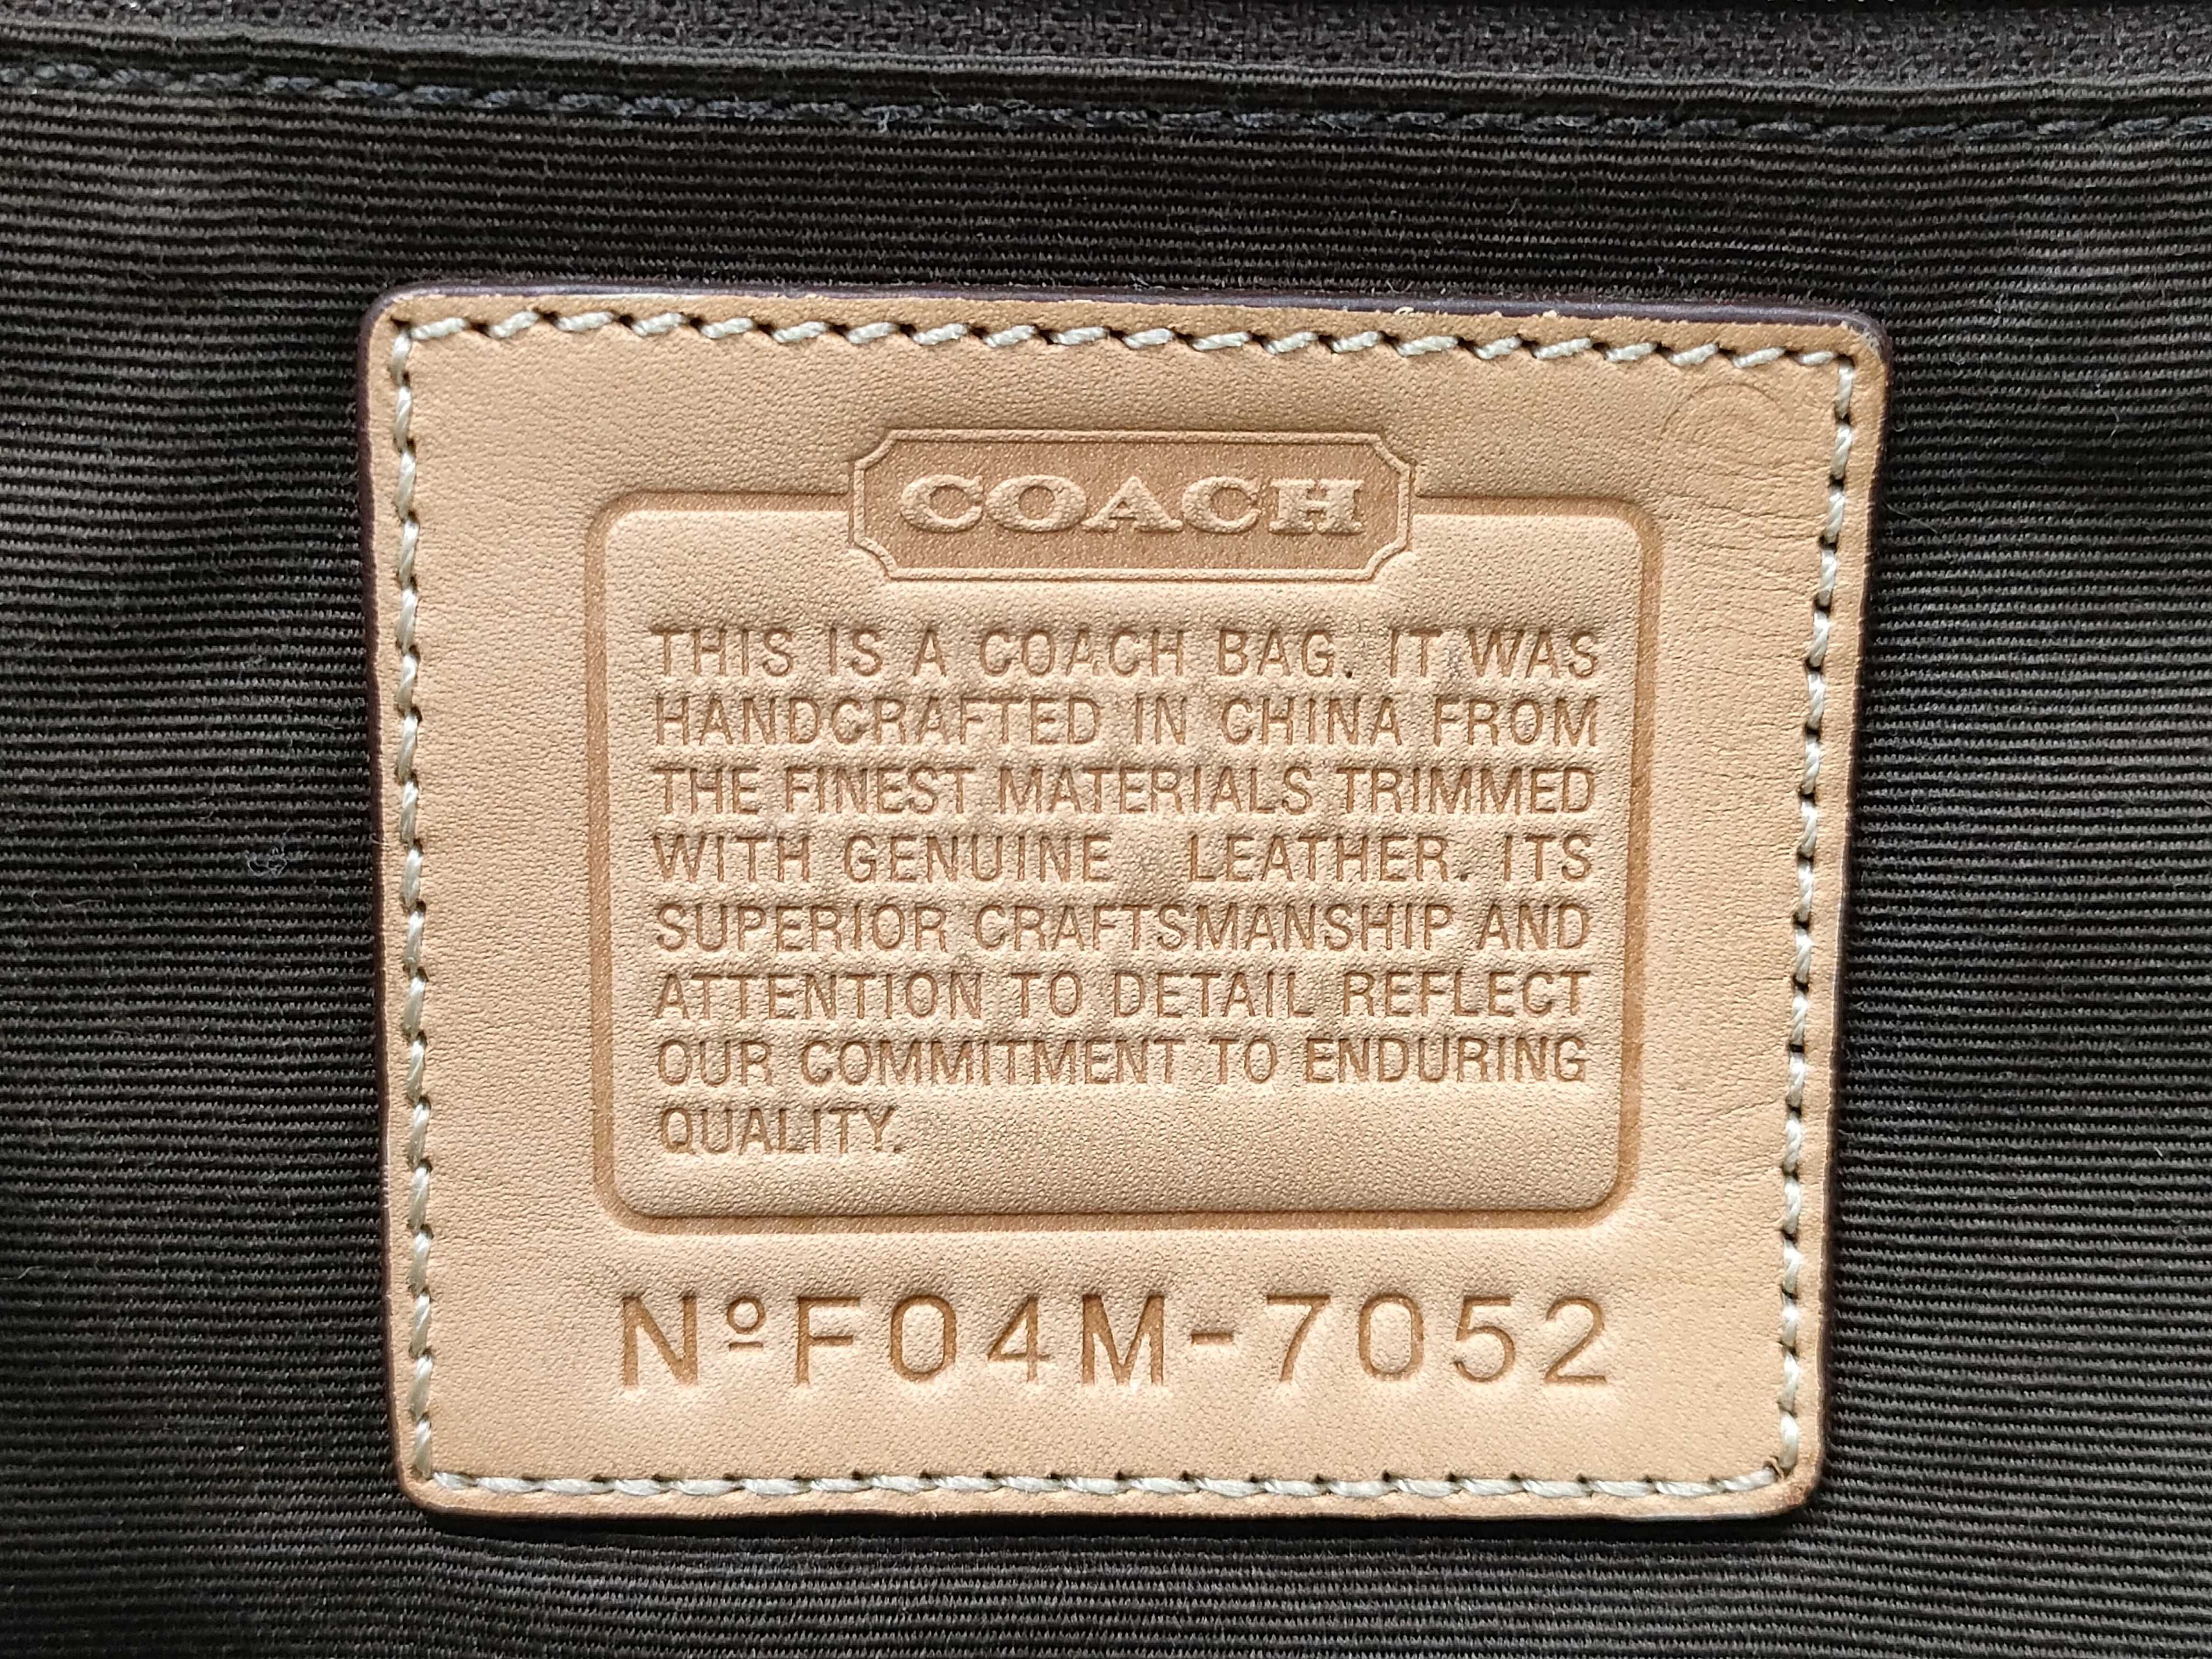 COACH
THIS IS A COACH BAG. IT WAS
HANDCRAFTED IN CHINA FROM
THE FINEST MATERIALS TRIMMED
WITH GENUINE LEATHER. ITS
SUPERIOR CRAFTSMANSHIP AND
ATTENTION TO DETAIL REFLECT
OUR COMMITMENT TO ENDURING
QUALITY.
NºF04M-7052